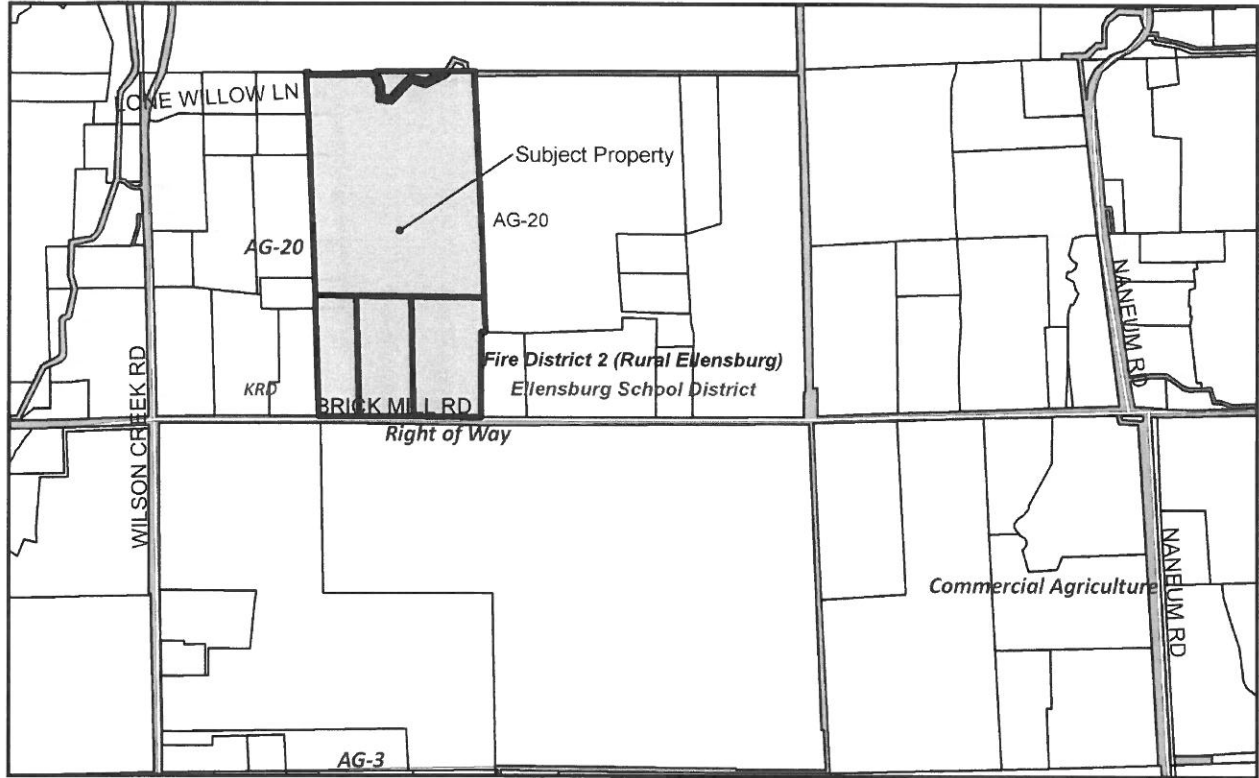 LONE WILLOW LN
Subject Property
AG-20
AG-20
NANEUM RD
WILSON CREEK RD
Fire District 2 (Rural Ellensburg)
KRD
Ellensburg School District
BRICK MILL RD
Right of Way
Commercial Agriculture
NANEUM RD
AG-3